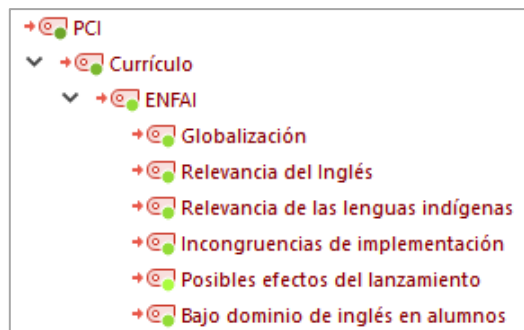 PCI
Currículo
ENFAI
Globalización
Relevancia del Inglés
Relevancia de las lenguas indígenas
Incongruencias de implementación
Posibles efectos del lanzamiento
Bajo dominio de inglés en alumnos